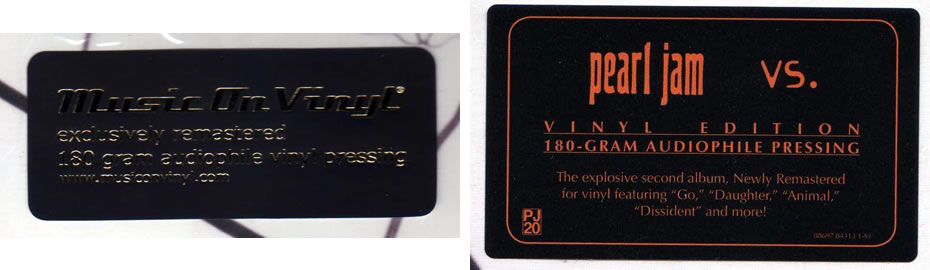 Music On Vinyl®
exclusively remastered
180 gram audiophile vinyl pressing
www.musiconvinyl.com
pearl jam vs.
VINYL EDITION
180-GRAM AUDIOPHILE PRESSING
The explosive second album, Newly Remastered
for vinyl featuring “Go,” “Daughter,” “Animal,”
“Dissident” and more!
PJ
20